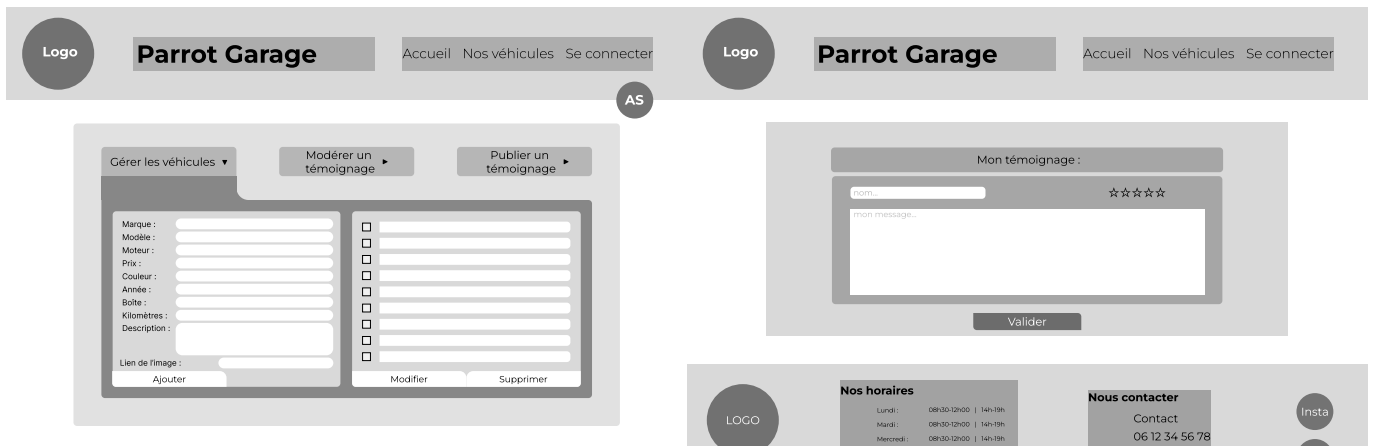 Logo
Parrot Garage
Accueil Nos véhicules Se connecter
AS
Gérer les véhicules ▼
Modérer un
témoignage ►
Publier un
témoignage ►
Marque :
Modèle :
Moteur :
Prix :
Couleur :
Année :
Boîte :
Kilomètres :
Description :
Lien de l'image :
Ajouter
Modifier
Supprimer
Logo
Parrot Garage
Accueil Nos véhicules Se connecter
Mon témoignage :
nom...
☆☆☆☆☆
mon message...
Valider
LOGO
Nos horaires
Lundi : 08h30-12h00 | 14h-19h
Mardi : 08h30-12h00 | 14h-19h
Mercredi : 08h30-12h00 | 14h-19h
Nous contacter
Contact
06 12 34 56 78
Insta